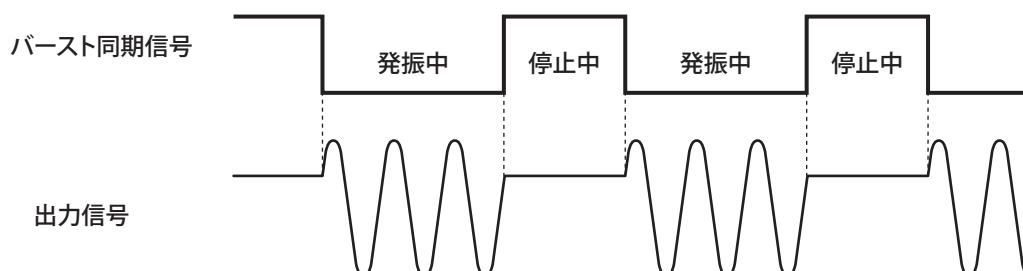 バースト同期信号
発振中
停止中
発振中
停止中
出力信号